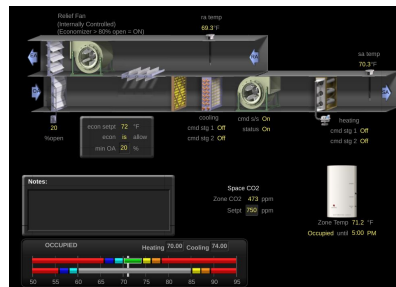 Relief Fan
(Internally Controlled)
(Economizer > 80% open = ON)
ra temp
69.3°F
sa temp
70.3°F
20
%open
econ setpt 72 °F
econ is allow
min OA 20 %
cooling
cmd stg 1 Off
cmd stg 2 Off
cmd s/s On
status On
heating
cmd stg 1 Off
cmd stg 2 Off
Notes:
Space CO2
Zone CO2 473 ppm
Setpt 750 ppm
Zone Temp 71.2 °F
Occupied until 5:00 PM
OCCUPIED Heating 70.00 Cooling 74.00
50 55 60 65 70 75 80 85 90 95